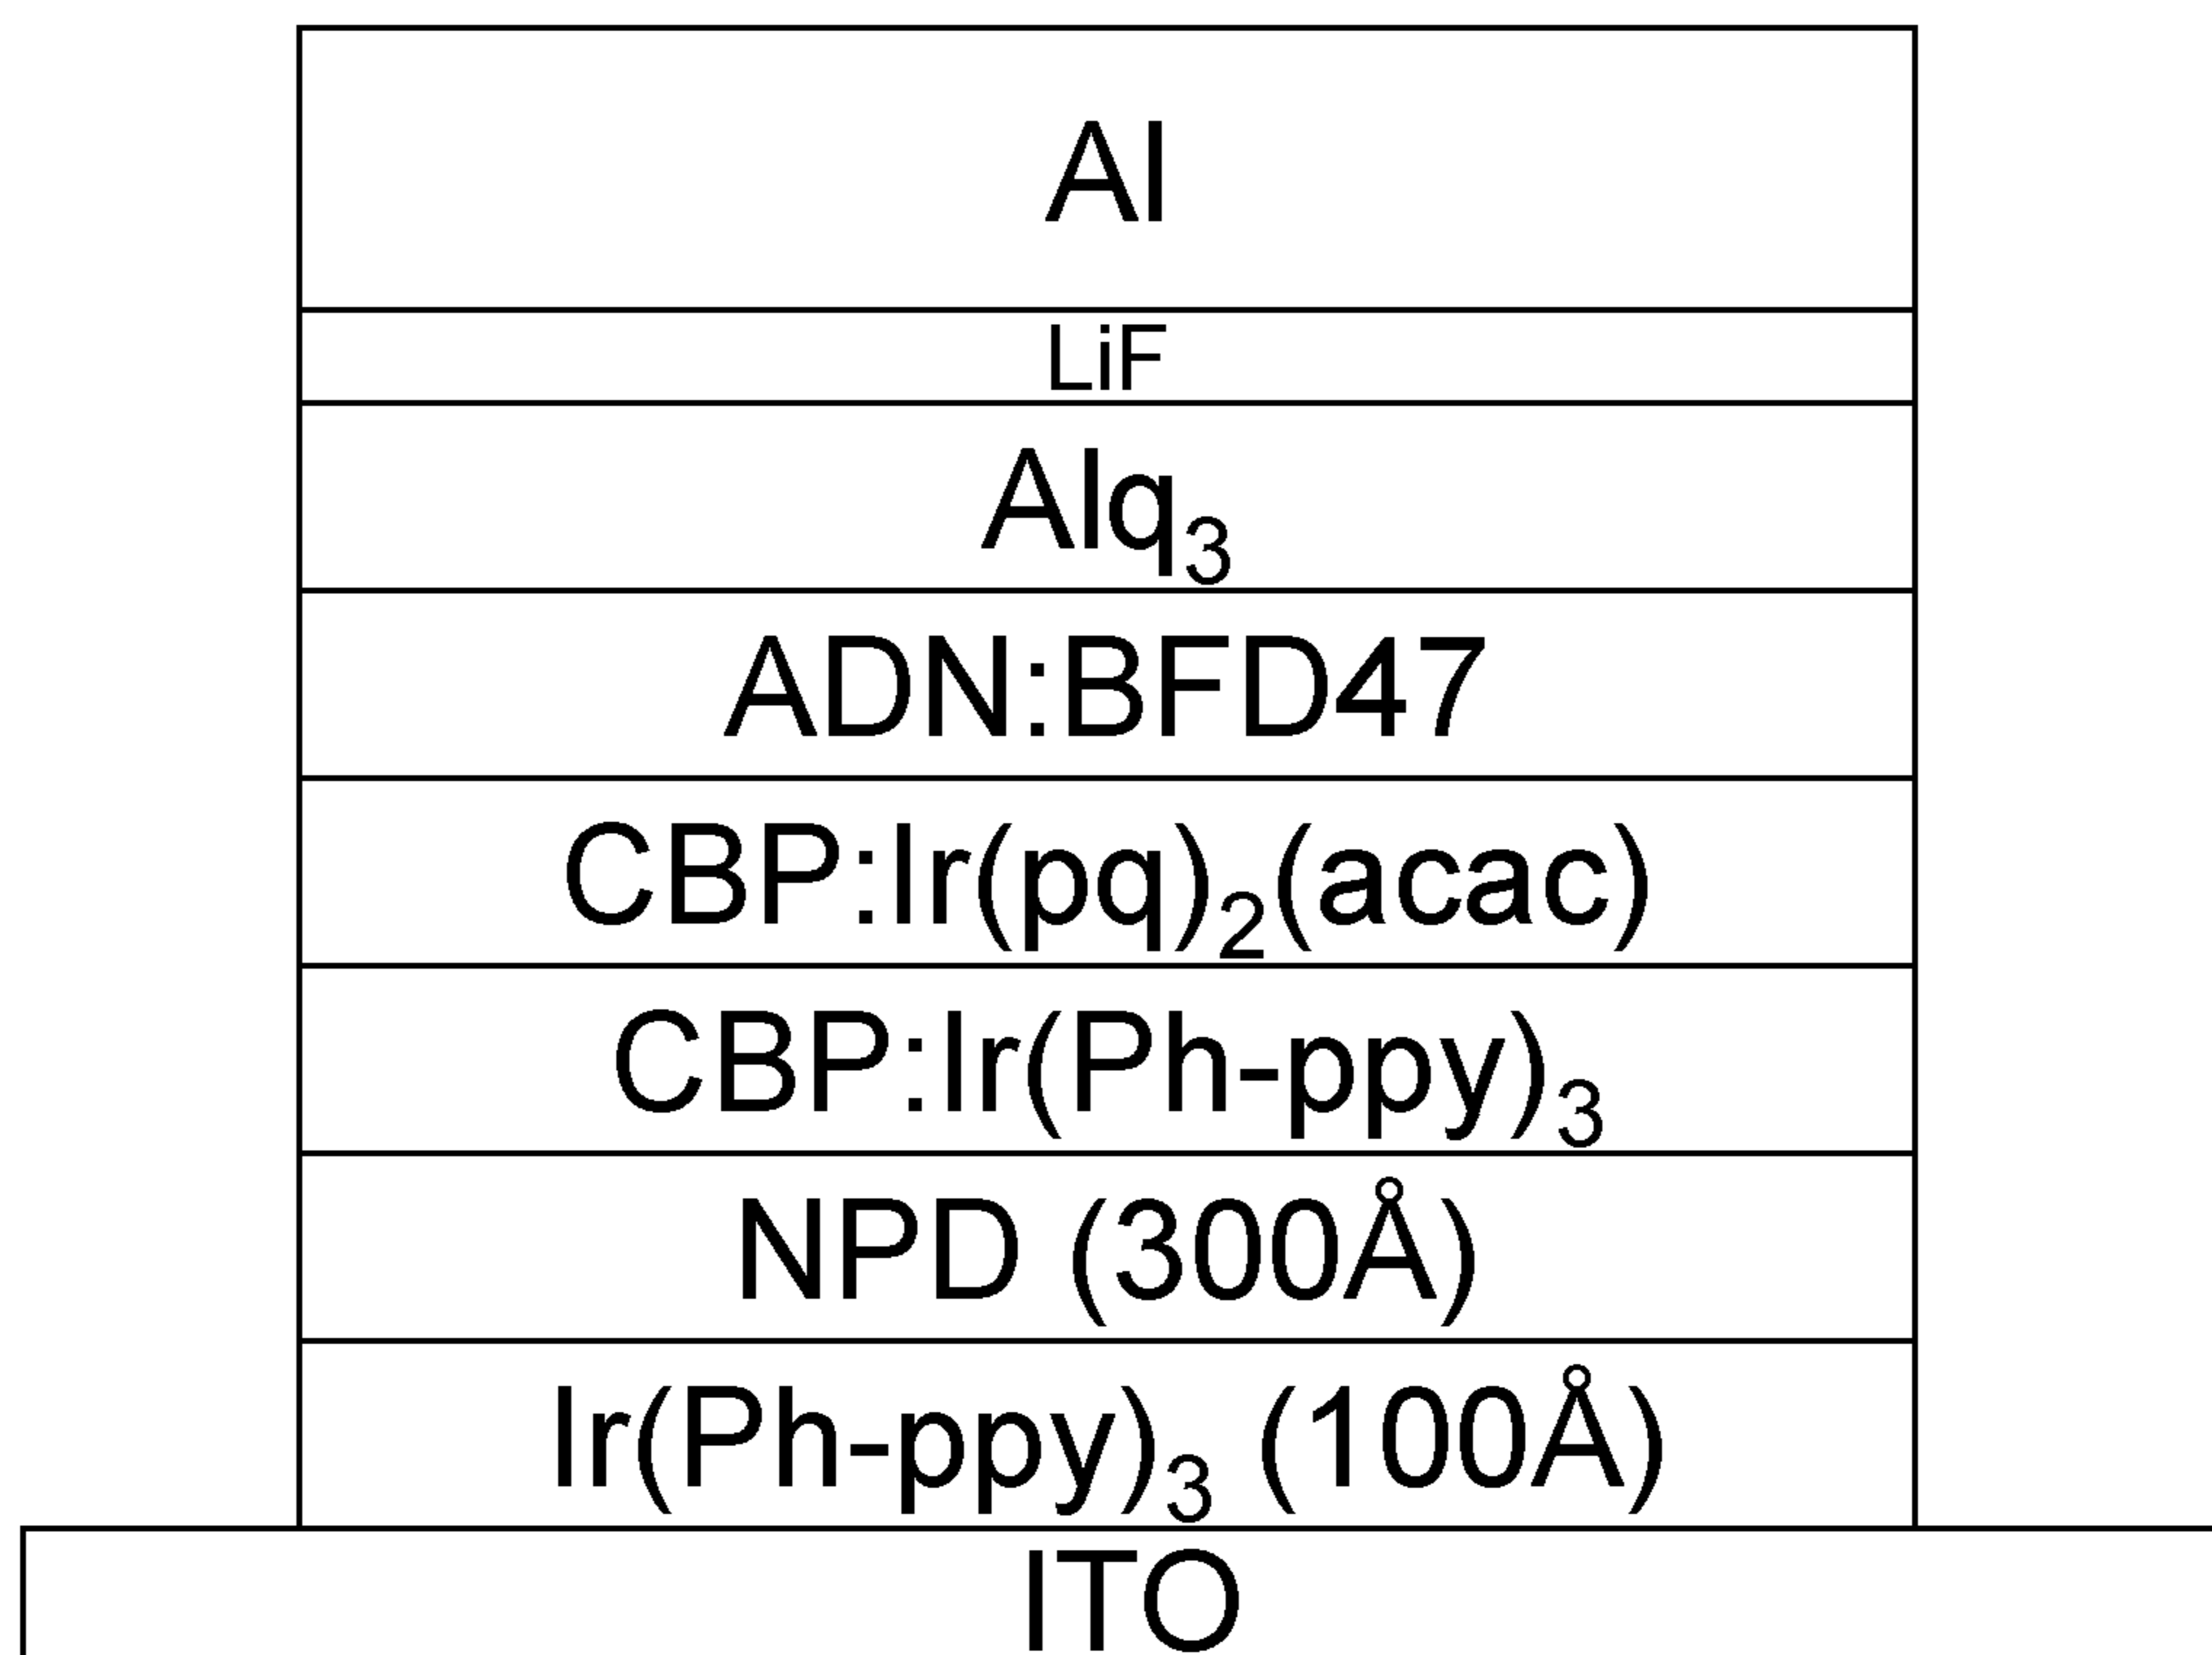 Al
LiF
Alq₃
ADN:BFD47
CBP:Ir(pq)₂(acac)
CBP:Ir(Ph-ppy)₃
NPD (300Å)
Ir(Ph-ppy)₃ (100Å)
ITO